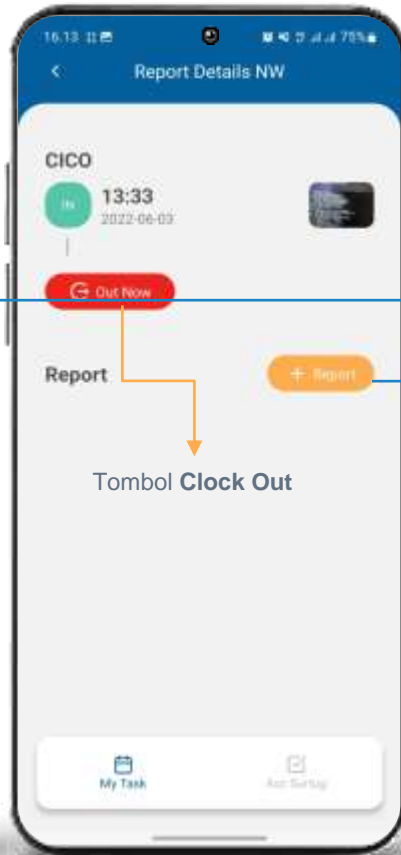 16.13
75%
Report Details NW
CICO
IN
13:33
2022-06-03
Out Now
Report
+ Report
Tombol Clock Out
My Task